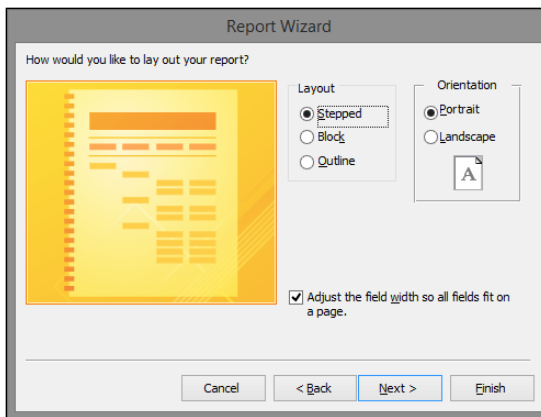 Report Wizard
How would you like to lay out your report?
Layout
Stepped
Block
Outline
Orientation
Portrait
Landscape
A
Adjust the field width so all fields fit on
a page.
Cancel
< Back
Next >
Finish